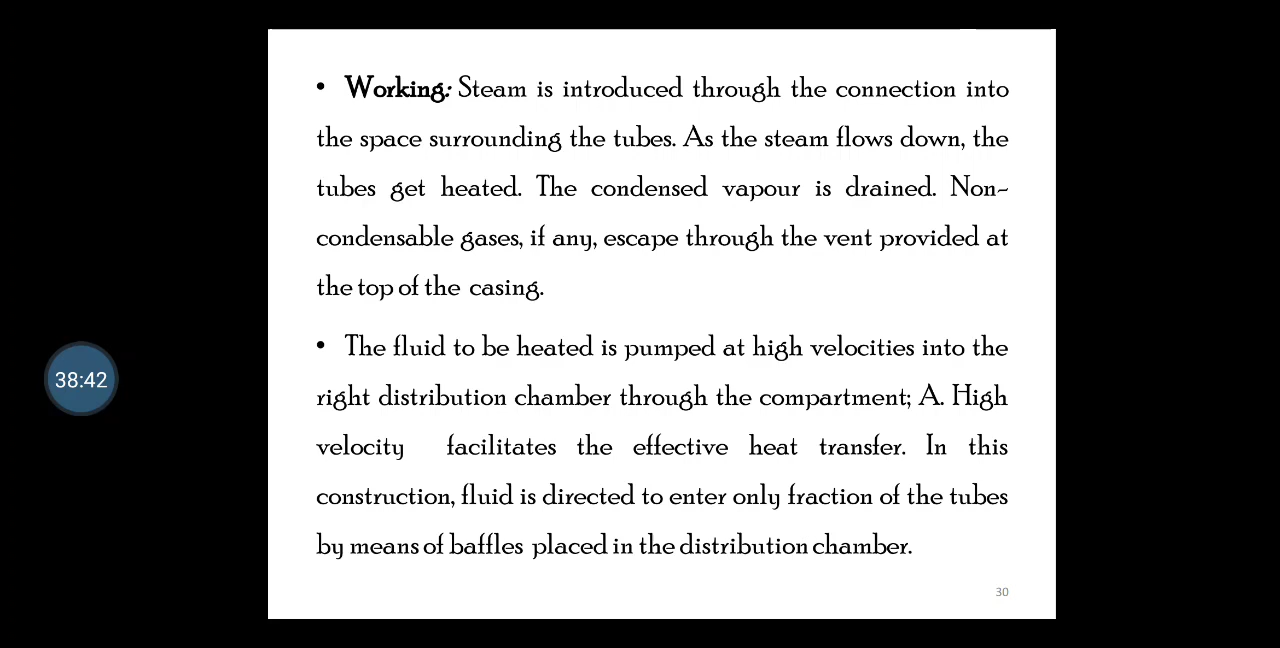 • Working: Steam is introduced through the connection into
the space surrounding the tubes. As the steam flows down, the
tubes get heated. The condensed vapour is drained. Non-
condensable gases, if any, escape through the vent provided at
the top of the casing.
• The fluid to be heated is pumped at high velocities into the
right distribution chamber through the compartment; A. High
velocity facilitates the effective heat transfer. In this
construction, fluid is directed to enter only fraction of the tubes
by means of baffles placed in the distribution chamber.
38:42
30